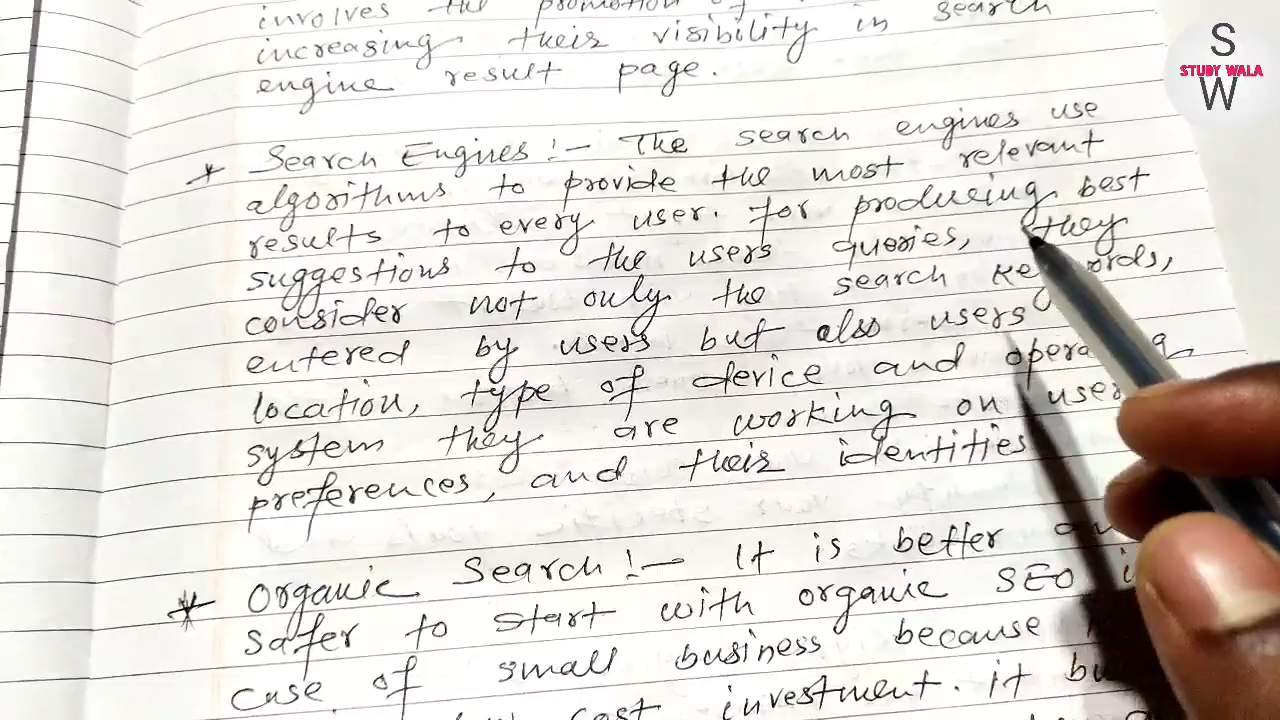 involves the promotion of
increasing their visibility in search
engine result page.
* Search Engines :- The search engines use
algorithms to provide the most relevant
results to every user. For producing best
suggestions to the users queries, they
consider not only the search keywords,
entered by users but also users
location, type of device and operating
system they are working on user
preferences, and their identities
* Organic Search :- It is better
safer to start with organic SEO
case of small business because
cost investment. it
S
STUDY WALA
W